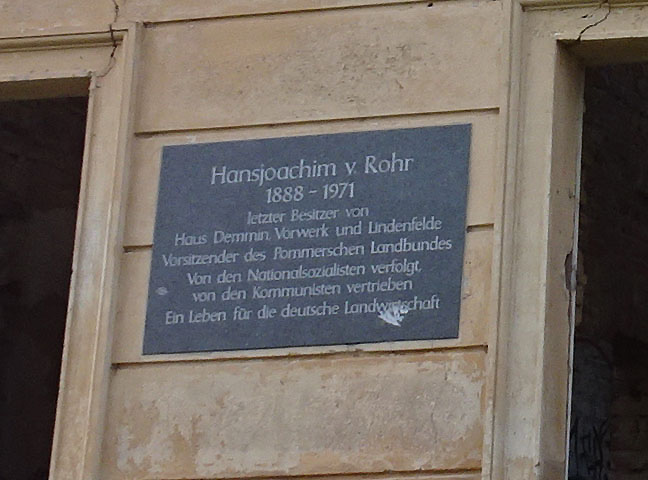 Hansjoachim v. Rohr
1888 - 1971
letzter Besitzer von
Haus Demmin, Vorwerk und Lindenfelde
Vorsitzender des Pommerschen Landbundes
Von den Nationalsozialisten verfolgt,
von den Kommunisten vertrieben
Ein Leben für die deutsche Landwirtschaft